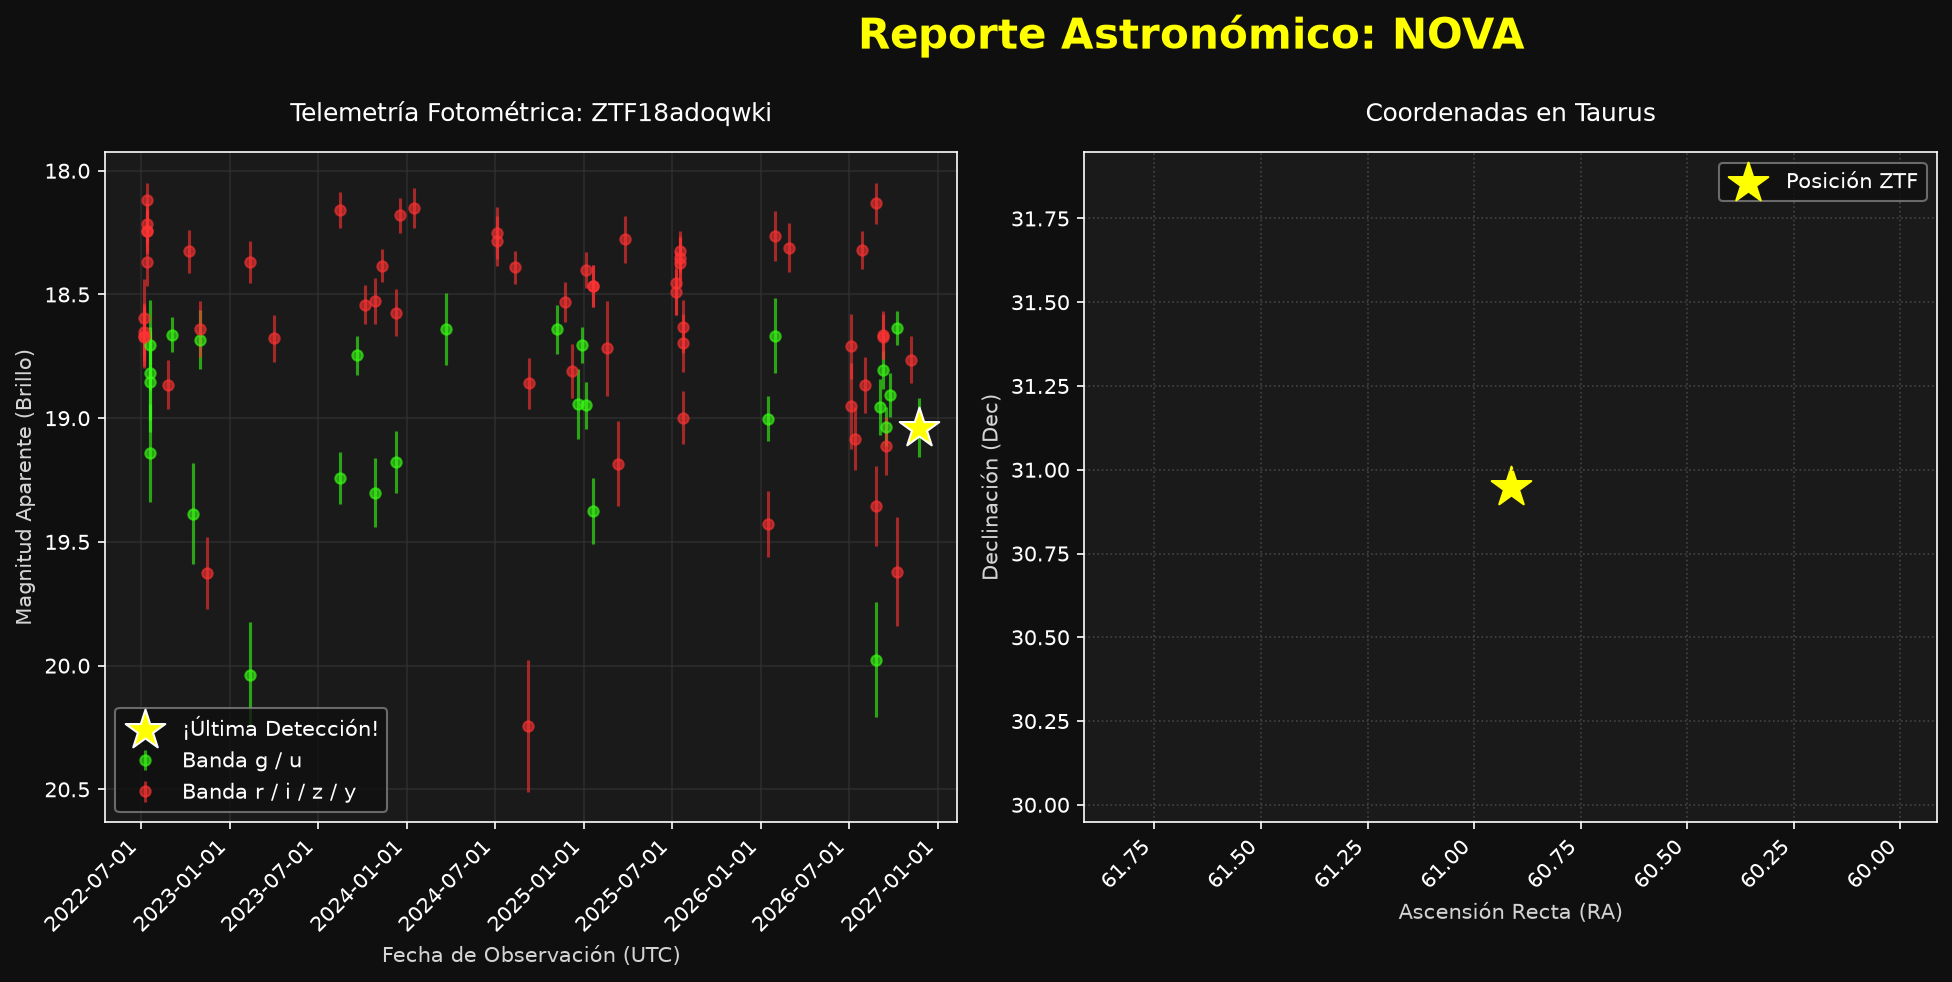 Reporte Astronómico: NOVA
Telemetría Fotométrica: ZTF18adoqwki
Magnitud Aparente (Brillo)
18.0
18.5
19.0
19.5
20.0
20.5
¡Última Detección!
Banda g / u
Banda r / i / z / y
2022-07-01
2023-01-01
2023-07-01
2024-01-01
2024-07-01
2025-01-01
2025-07-01
2026-01-01
2026-07-01
2027-01-01
Fecha de Observación (UTC)
Coordenadas en Taurus
Posición ZTF
Declinación (Dec)
31.75
31.50
31.25
31.00
30.75
30.50
30.25
30.00
61.75
61.50
61.25
61.00
60.75
60.50
60.25
60.00
Ascensión Recta (RA)